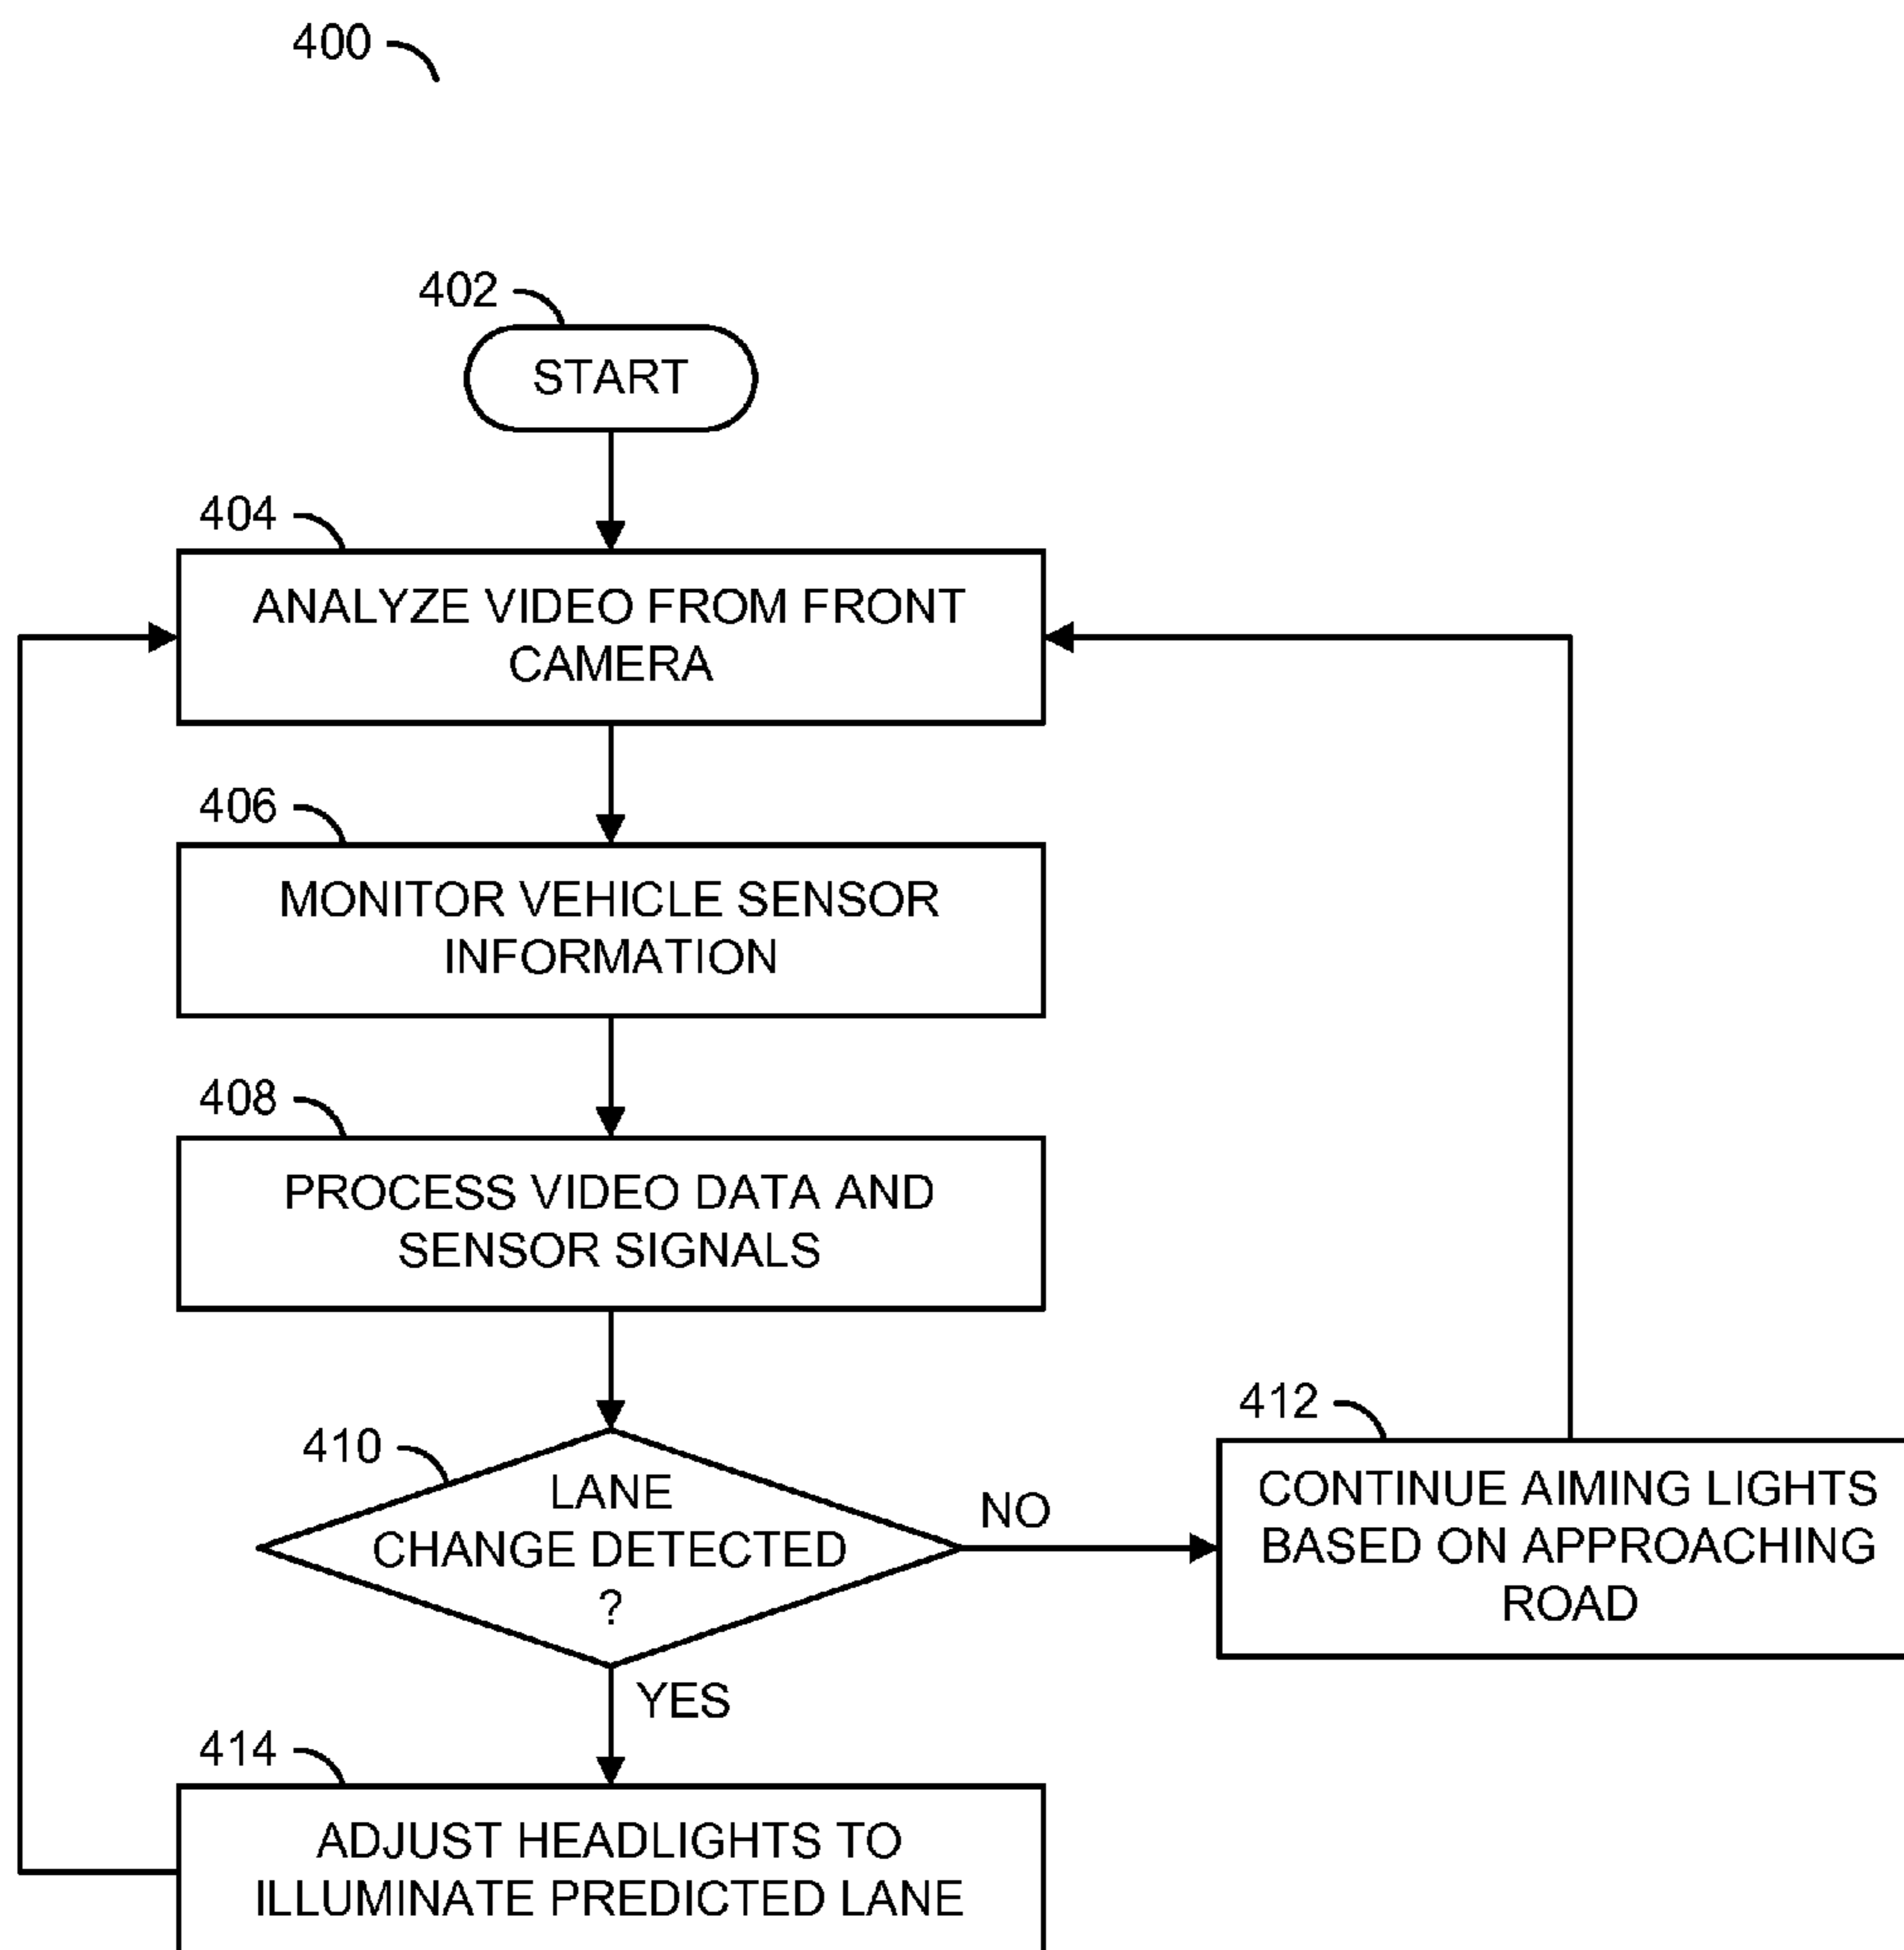 400
402
START
404
ANALYZE VIDEO FROM FRONT
CAMERA
406
MONITOR VEHICLE SENSOR
INFORMATION
408
PROCESS VIDEO DATA AND
SENSOR SIGNALS
410
LANE
CHANGE DETECTED
?
NO
412
CONTINUE AIMING LIGHTS
BASED ON APPROACHING
ROAD
YES
414
ADJUST HEADLIGHTS TO
ILLUMINATE PREDICTED LANE